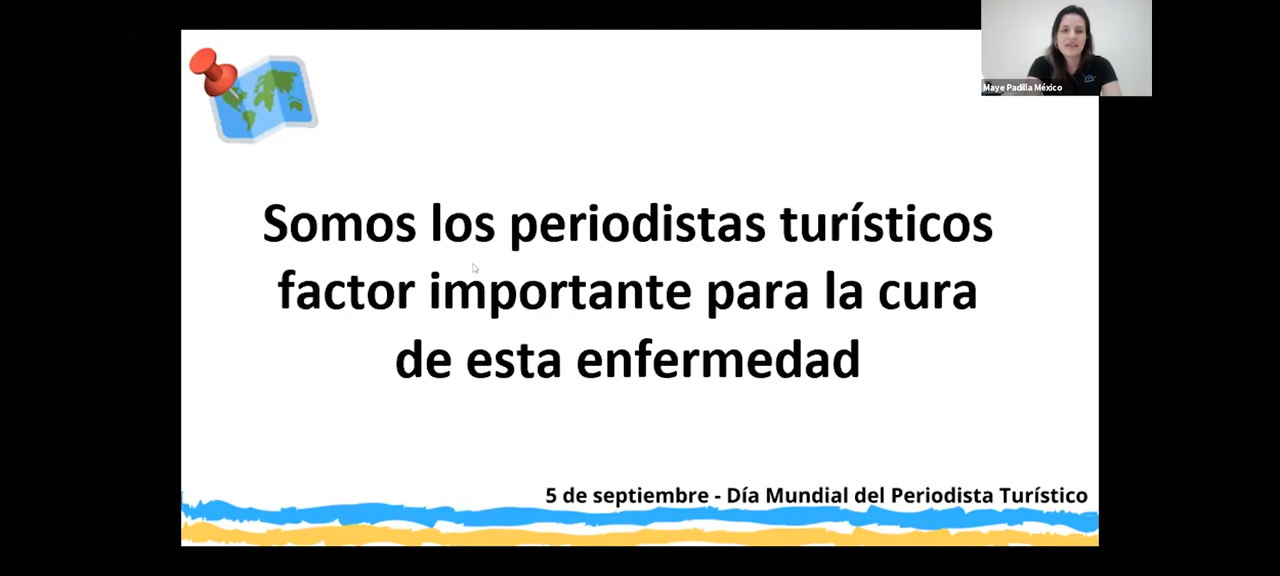 Maye Padilla México
Somos los periodistas turísticos
factor importante para la cura
de esta enfermedad
5 de septiembre - Día Mundial del Periodista Turístico